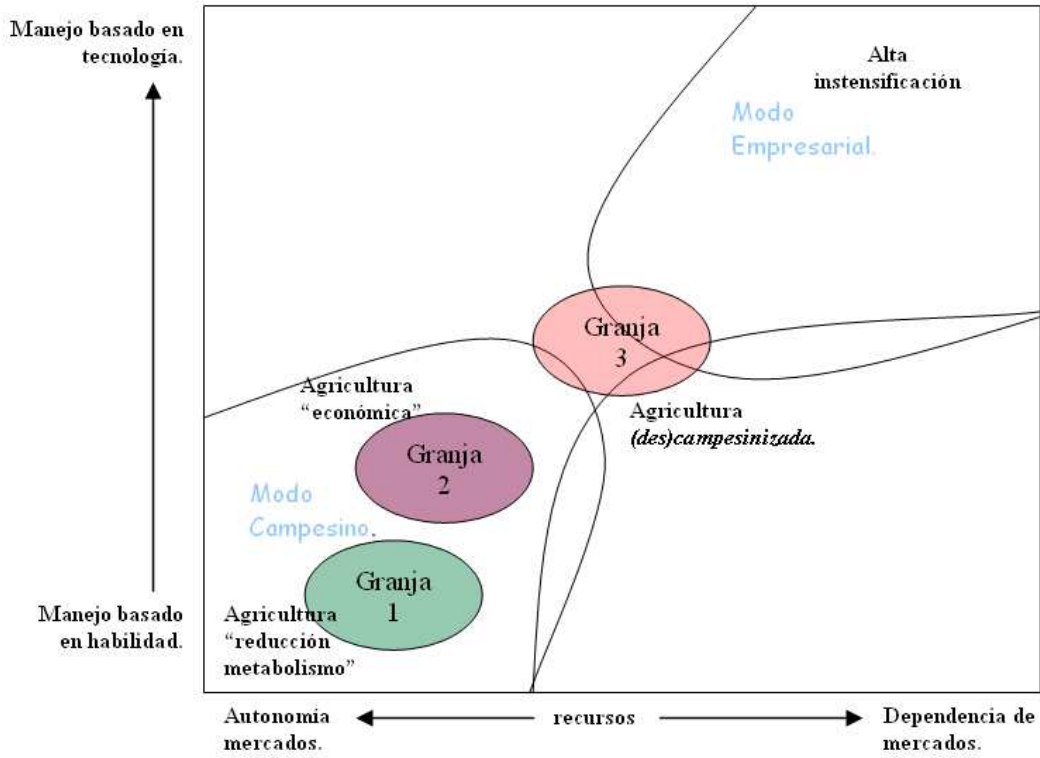 Manejo basado en
tecnología.
Alta
instensificación
Modo
Empresarial.
Granja
3
Agricultura
“económica”
Agricultura
(des)campesinizada.
Granja
2
Modo
Campesino.
Granja
1
Manejo basado
en habilidad.
Agricultura
“reducción
metabolismo”
Autonomía
mercados.
recursos
Dependencia de
mercados.